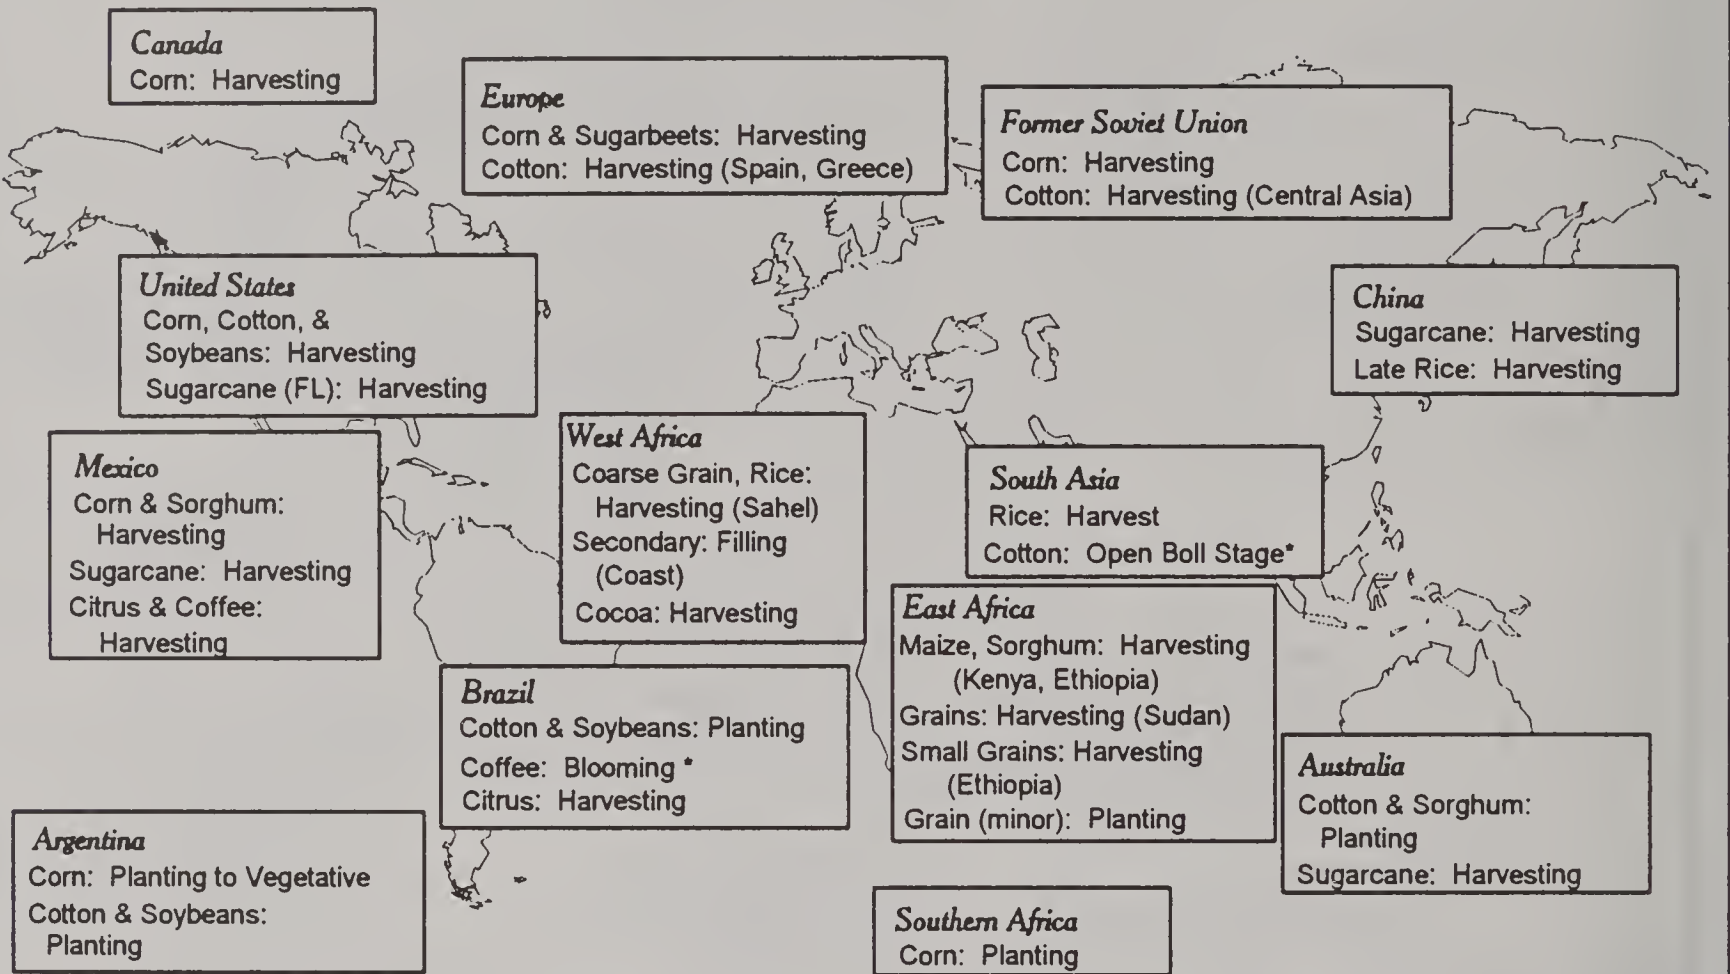 Canada
Corn: Harvesting
Europe
Corn & Sugarbeets: Harvesting
Cotton: Harvesting (Spain, Greece)
Former Soviet Union
Corn: Harvesting
Cotton: Harvesting (Central Asia)
United States
Corn, Cotton, &
Soybeans: Harvesting
Sugarcane (FL): Harvesting
China
Sugarcane: Harvesting
Late Rice: Harvesting
Mexico
Corn & Sorghum:
Harvesting
Sugarcane: Harvesting
Citrus & Coffee:
Harvesting
West Africa
Coarse Grain, Rice:
Harvesting (Sahel)
Secondary: Filling
(Coast)
Cocoa: Harvesting
South Asia
Rice: Harvest
Cotton: Open Boll Stage*
East Africa
Maize, Sorghum: Harvesting
(Kenya, Ethiopia)
Grains: Harvesting (Sudan)
Small Grains: Harvesting
(Ethiopia)
Grain (minor): Planting
Brazil
Cotton & Soybeans: Planting
Coffee: Blooming *
Citrus: Harvesting
Australia
Cotton & Sorghum:
Planting
Sugarcane: Harvesting
Argentina
Corn: Planting to Vegetative
Cotton & Soybeans:
Planting
Southern Africa
Corn: Planting